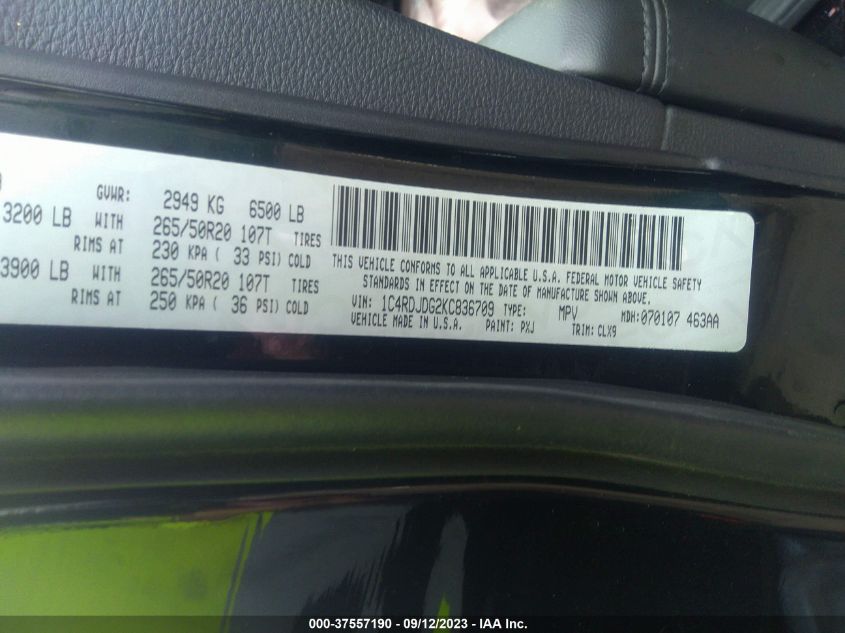 GVWR: 2949 KG 6500 LB
3200 LB WITH 265/50R20 107T TIRES
RIMS AT 230 KPA ( 33 PSI) COLD
3900 LB WITH 265/50R20 107T TIRES
RIMS AT 250 KPA ( 36 PSI) COLD
THIS VEHICLE CONFORMS TO ALL APPLICABLE U.S.A. FEDERAL MOTOR VEHICLE SAFETY
STANDARDS IN EFFECT ON THE DATE OF MANUFACTURE SHOWN ABOVE.
VIN: 1C4RDJDG2KC836709 TYPE: MPV MDH:070107 463AA
VEHICLE MADE IN U.S.A. PAINT: PXJ TRIM: CLX9
000-37557190 - 09/12/2023 - IAA Inc.